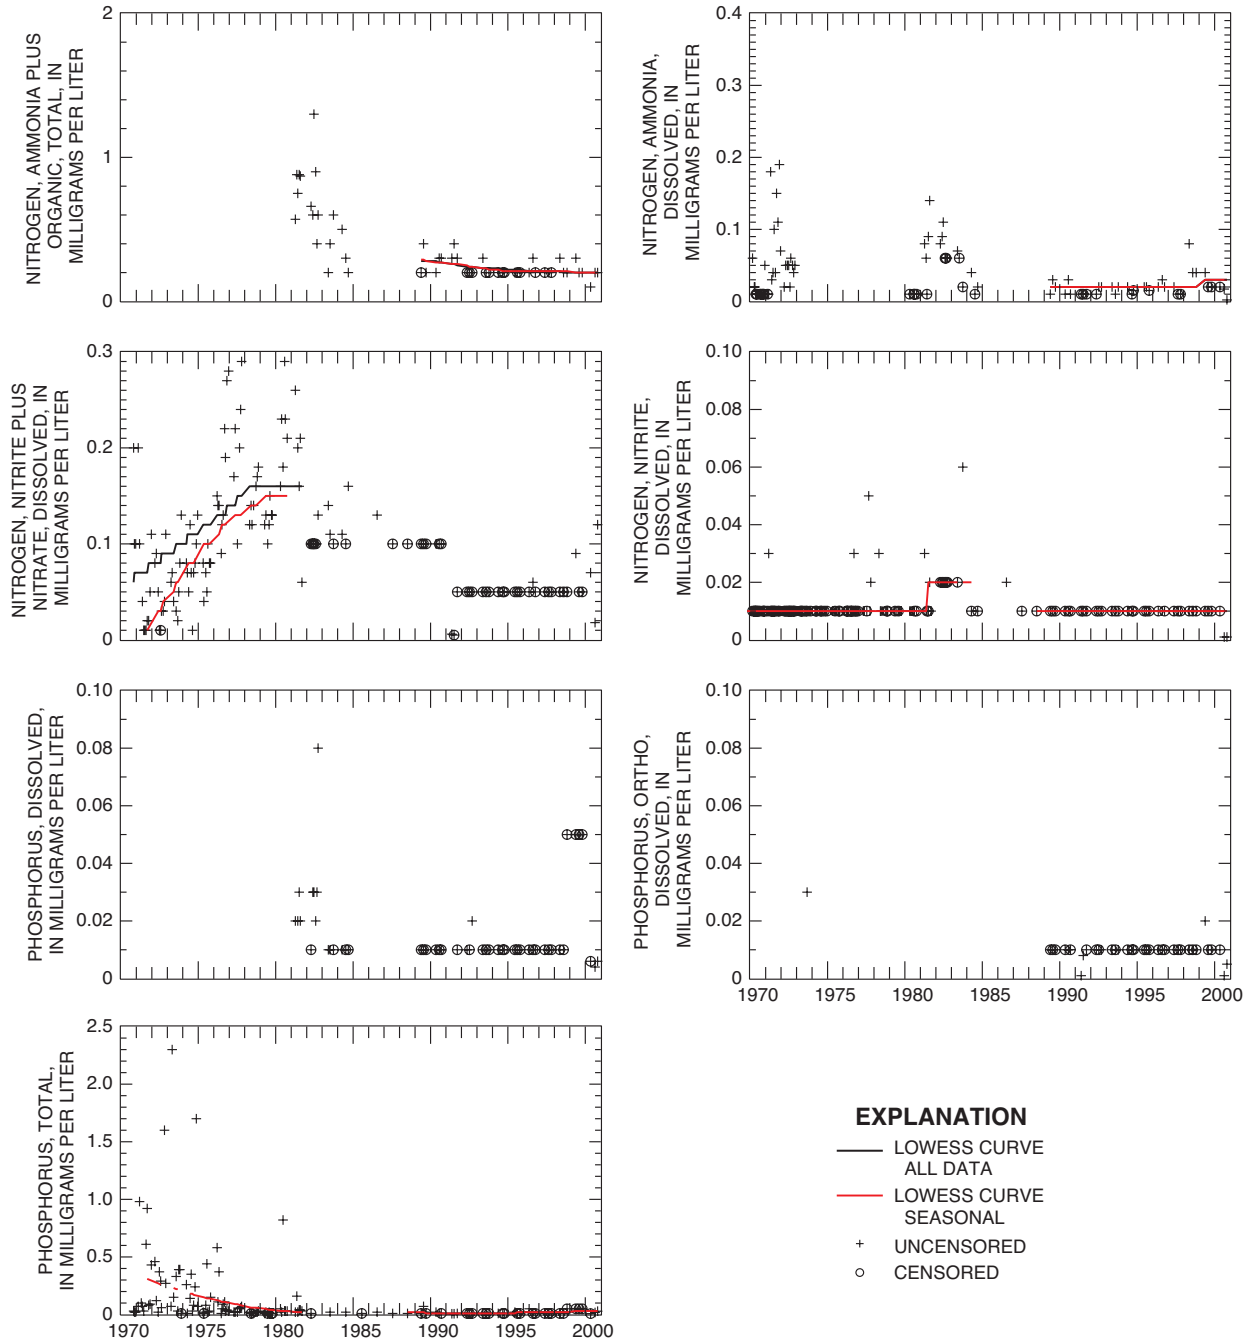 NITROGEN, AMMONIA PLUS
ORGANIC, TOTAL, IN
MILLIGRAMS PER LITER
2
1
0
NITROGEN, AMMONIA,
DISSOLVED, IN
MILLIGRAMS PER LITER
0.4
0.3
0.2
0.1
0
NITROGEN, NITRITE PLUS
NITRATE, DISSOLVED, IN
MILLIGRAMS PER LITER
0.3
0.2
0.1
0
NITROGEN, NITRITE,
DISSOLVED, IN
MILLIGRAMS PER LITER
0.10
0.08
0.06
0.04
0.02
0
PHOSPHORUS, DISSOLVED,
IN MILLIGRAMS PER LITER
0.10
0.08
0.06
0.04
0.02
0
PHOSPHORUS, ORTHO,
DISSOLVED, IN
MILLIGRAMS PER LITER
0.10
0.08
0.06
0.04
0.02
0
1970 1975 1980 1985 1990 1995 2000
PHOSPHORUS, TOTAL,
IN MILLIGRAMS PER LITER
2.5
2.0
1.5
1.0
0.5
0
1970 1975 1980 1985 1990 1995 2000
EXPLANATION
LOWESS CURVE
ALL DATA
LOWESS CURVE
SEASONAL
UNCENSORED
CENSORED